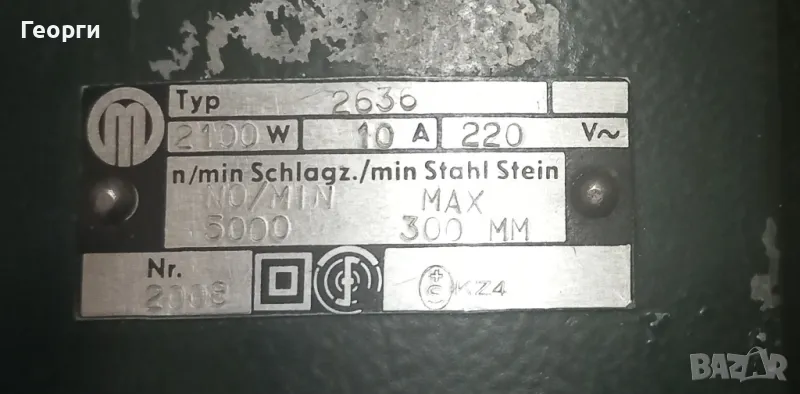 Георги
Typ 2636
2100 W 10 A 220 V~
n/min Schlagz./min Stahl Stein
NO/MIN MAX
5000 300 MM
Nr. 2008
KZ4
BAZAR